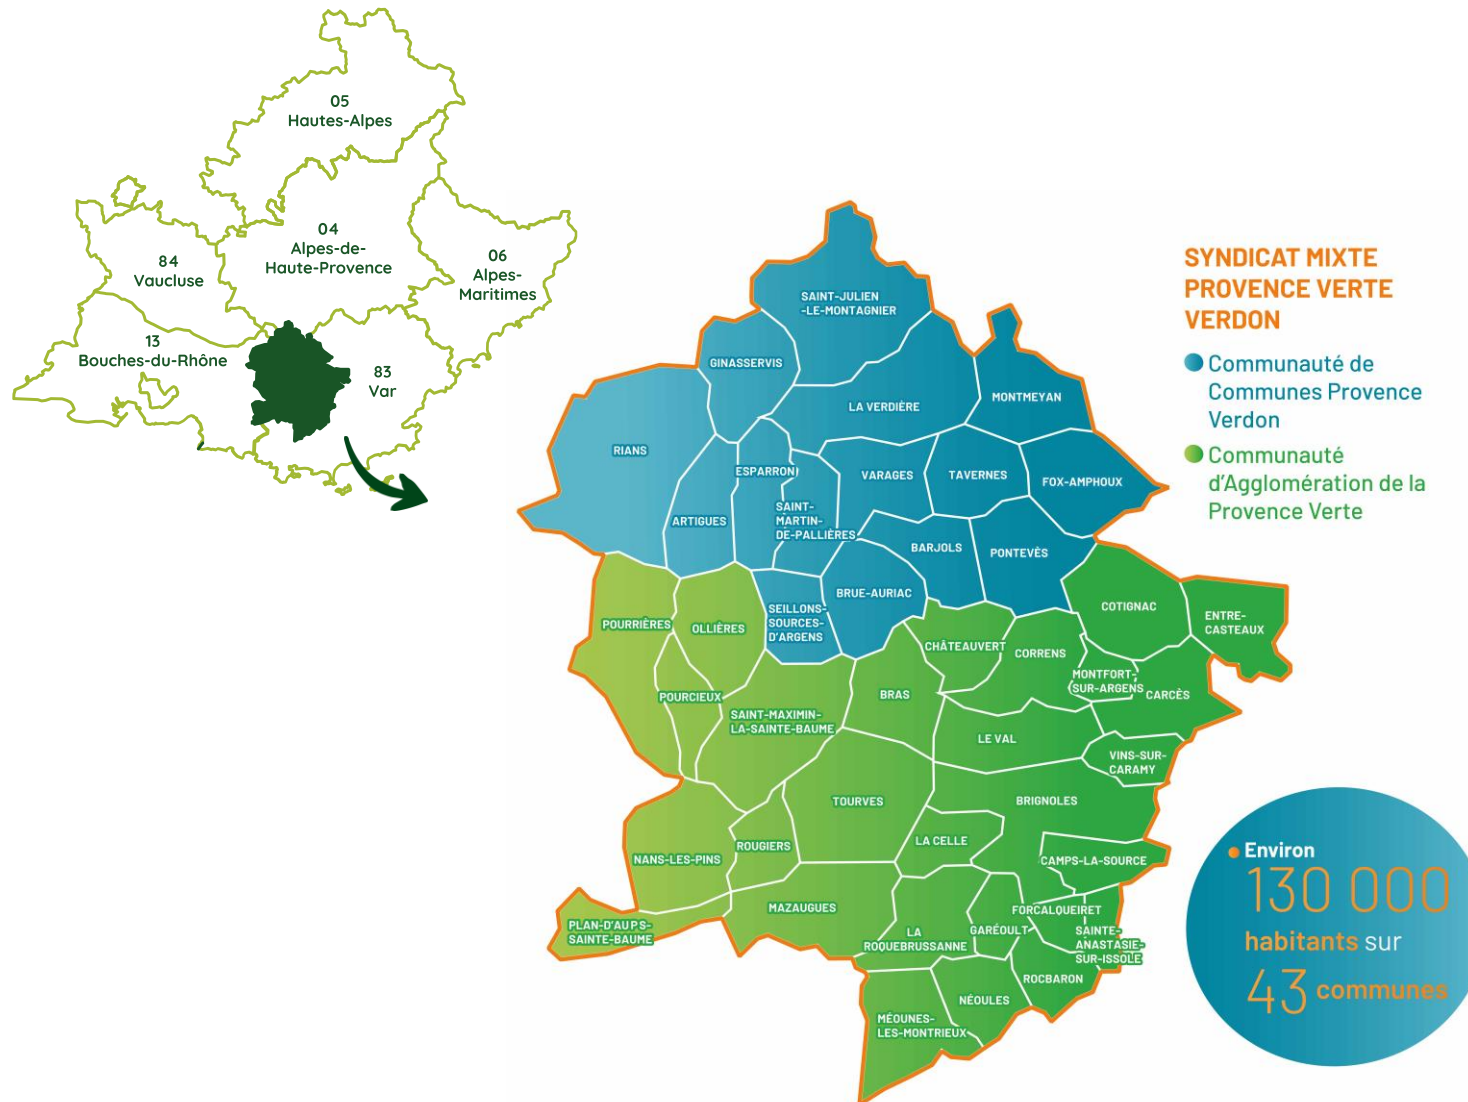 05
Hautes-Alpes
04
Alpes-de-
Haute-Provence
84
Vaucluse
06
Alpes-
Maritimes
13
Bouches-du-Rhône
83
Var
SYNDICAT MIXTE
PROVENCE VERTE
VERDON
Communauté de
Communes Provence
Verdon
Communauté
d'Agglomération de la
Provence Verte
SAINT-JULIEN
-LE-MONTAGNIER
GINASSERVIS
LA VERDIÈRE
MONTMEYAN
RIANS
ESPARRON
VARAGES
TAVERNES
FOX-AMPHOUX
ARTIGUES
SAINT-
MARTIN-
DE-PALLIÈRES
BARJOLS
PONTEVÈS
BRUE-AURIAC
SEILLONS-
SOURCES-
D'ARGENS
COTIGNAC
ENTRE-
CASTEAUX
POURRIÈRES
OLLIÈRES
CHÂTEAUVERT
CORRENS
MONTFORT-
SUR-ARGENS
CARCÈS
POURCIEUX
BRAS
SAINT-MAXIMIN-
LA-SAINTE-BAUME
LE VAL
VINS-SUR-
CARAMY
TOURVES
BRIGNOLES
LA CELLE
ROUGIERS
NANS-LES-PINS
CAMPS-LA-SOURCE
MAZAUGUES
FORCALQUEIRET
PLAN-D'AUPS-
SAINTE-BAUME
LA
ROQUEBRUSSANNE
GARÉOULT
SAINTE-
ANASTASIE-
SUR-ISSOLE
ROCBARON
NÉOULES
MÉOUNES-
LES-MONTRIEUX
Environ
130 000
habitants sur
43 communes